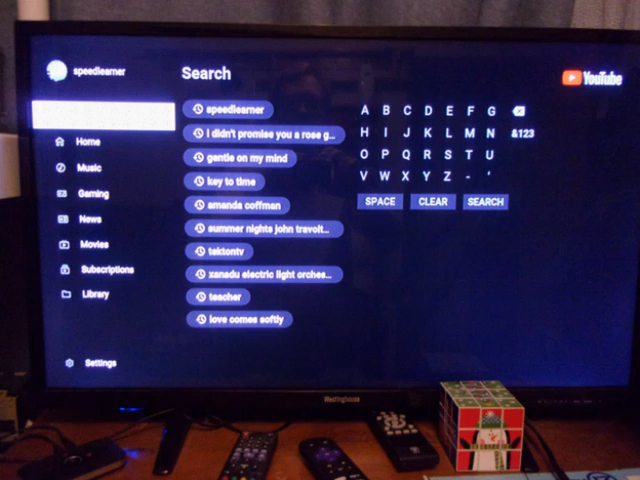 speedlearner
Search
YouTube
speedlearner
I didn't promise you a rose g...
gentle on my mind
key to time
amanda coffman
summer nights john travolt...
tektontv
xanadu electric light orches...
teacher
love comes softly
A B C D E F G
H I J K L M N &123
O P Q R S T U
V W X Y Z - '
SPACE CLEAR SEARCH
Home
Music
Gaming
News
Movies
Subscriptions
Library
Settings
Westinghouse